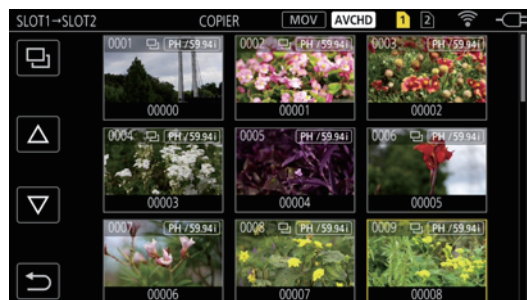 SLOT1→SLOT2 COPIER MOV AVCHD 1 2
0001 PH /59.94i 0002 PH /59.94i 0003 PH /59.94i
00000 00001 00002
0004 PH /59.94i 0005 PH /59.94i 0006 PH /59.94i
00003 00004 00005
0007 PH /59.94i 0008 PH /59.94i 0009 PH /59.94i
00006 00007 00008